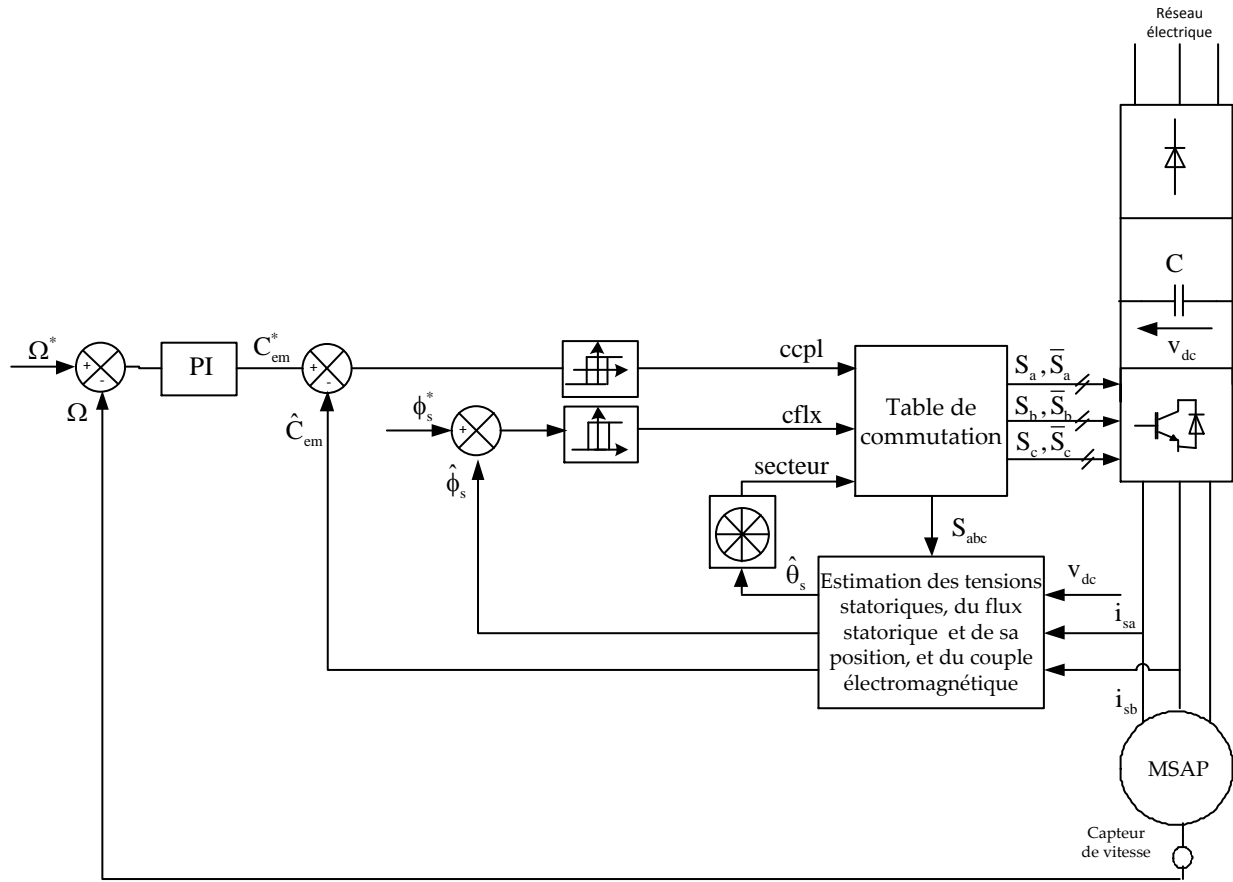 Réseau
électrique
C
v_dc
Ω*
+
-
Ω
PI
C*_em
+
-
Ĉ_em
ϕ*_s
+
ϕ̂_s
ccpl
cflx
secteur
Table de
commutation
S_a, S̅_a
S_b, S̅_b
S_c, S̅_c
S_abc
θ̂_s
Estimation des tensions
statoriques, du flux
statorique et de sa
position, et du couple
électromagnétique
v_dc
i_sa
i_sb
MSAP
Capteur
de vitesse